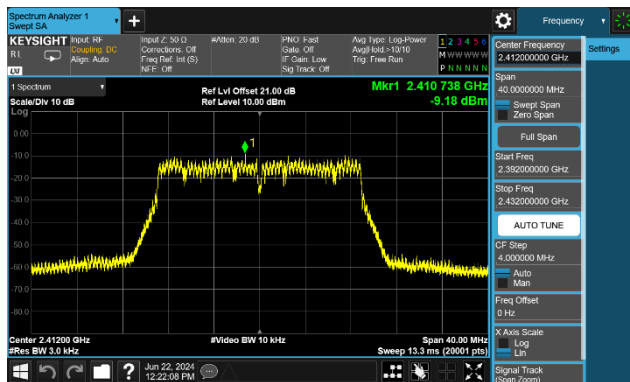 Spectrum Analyzer 1
Swept SA
Frequency
KEYSIGHT
Input: RF
Coupling: DC
Align: Auto
Input Z: 50 Ω
Corrections: Off
Freq Ref: Int (S)
NFE: Off
#Atten: 20 dB
PNO: Fast
Gate: Off
IF Gain: Low
Sig Track: Off
Avg Type: Log-Power
Avg|Hold:>10/10
Trig: Free Run
1 2 3 4 5 6
M W W W W W
P N N N N N
RL
LXI
1 Spectrum
Scale/Div 10 dB
Log
Ref Lvl Offset 21.00 dB
Ref Level 10.00 dBm
Mkr1 2.410 738 GHz
-9.18 dBm
1
0.00
-10.0
-20.0
-30.0
-40.0
-50.0
-60.0
-70.0
-80.0
Center 2.41200 GHz
#Res BW 3.0 kHz
#Video BW 10 kHz
Span 40.00 MHz
Sweep 13.3 ms (20001 pts)
Jun 22, 2024
12:22:08 PM
Center Frequency
2.412000000 GHz
Span
40.0000000 MHz
Swept Span
Zero Span
Full Span
Start Freq
2.392000000 GHz
Stop Freq
2.432000000 GHz
AUTO TUNE
CF Step
4.000000 MHz
Auto
Man
Freq Offset
0 Hz
X Axis Scale
Log
Lin
Signal Track
(Span Zoom)
Settings